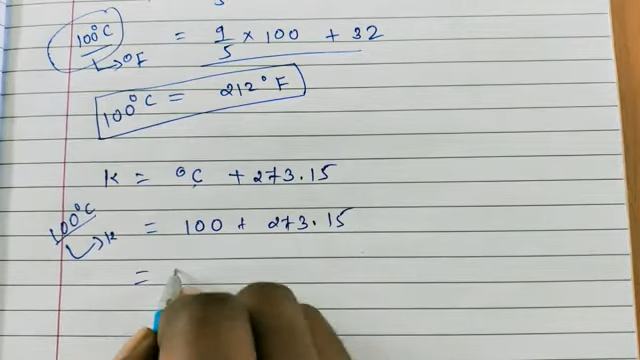 100°C = 9/5 × 100 + 32
↳ °F
100°C = 212°F
K = °C + 273.15
100°C = 100 + 273.15
↳ K
=